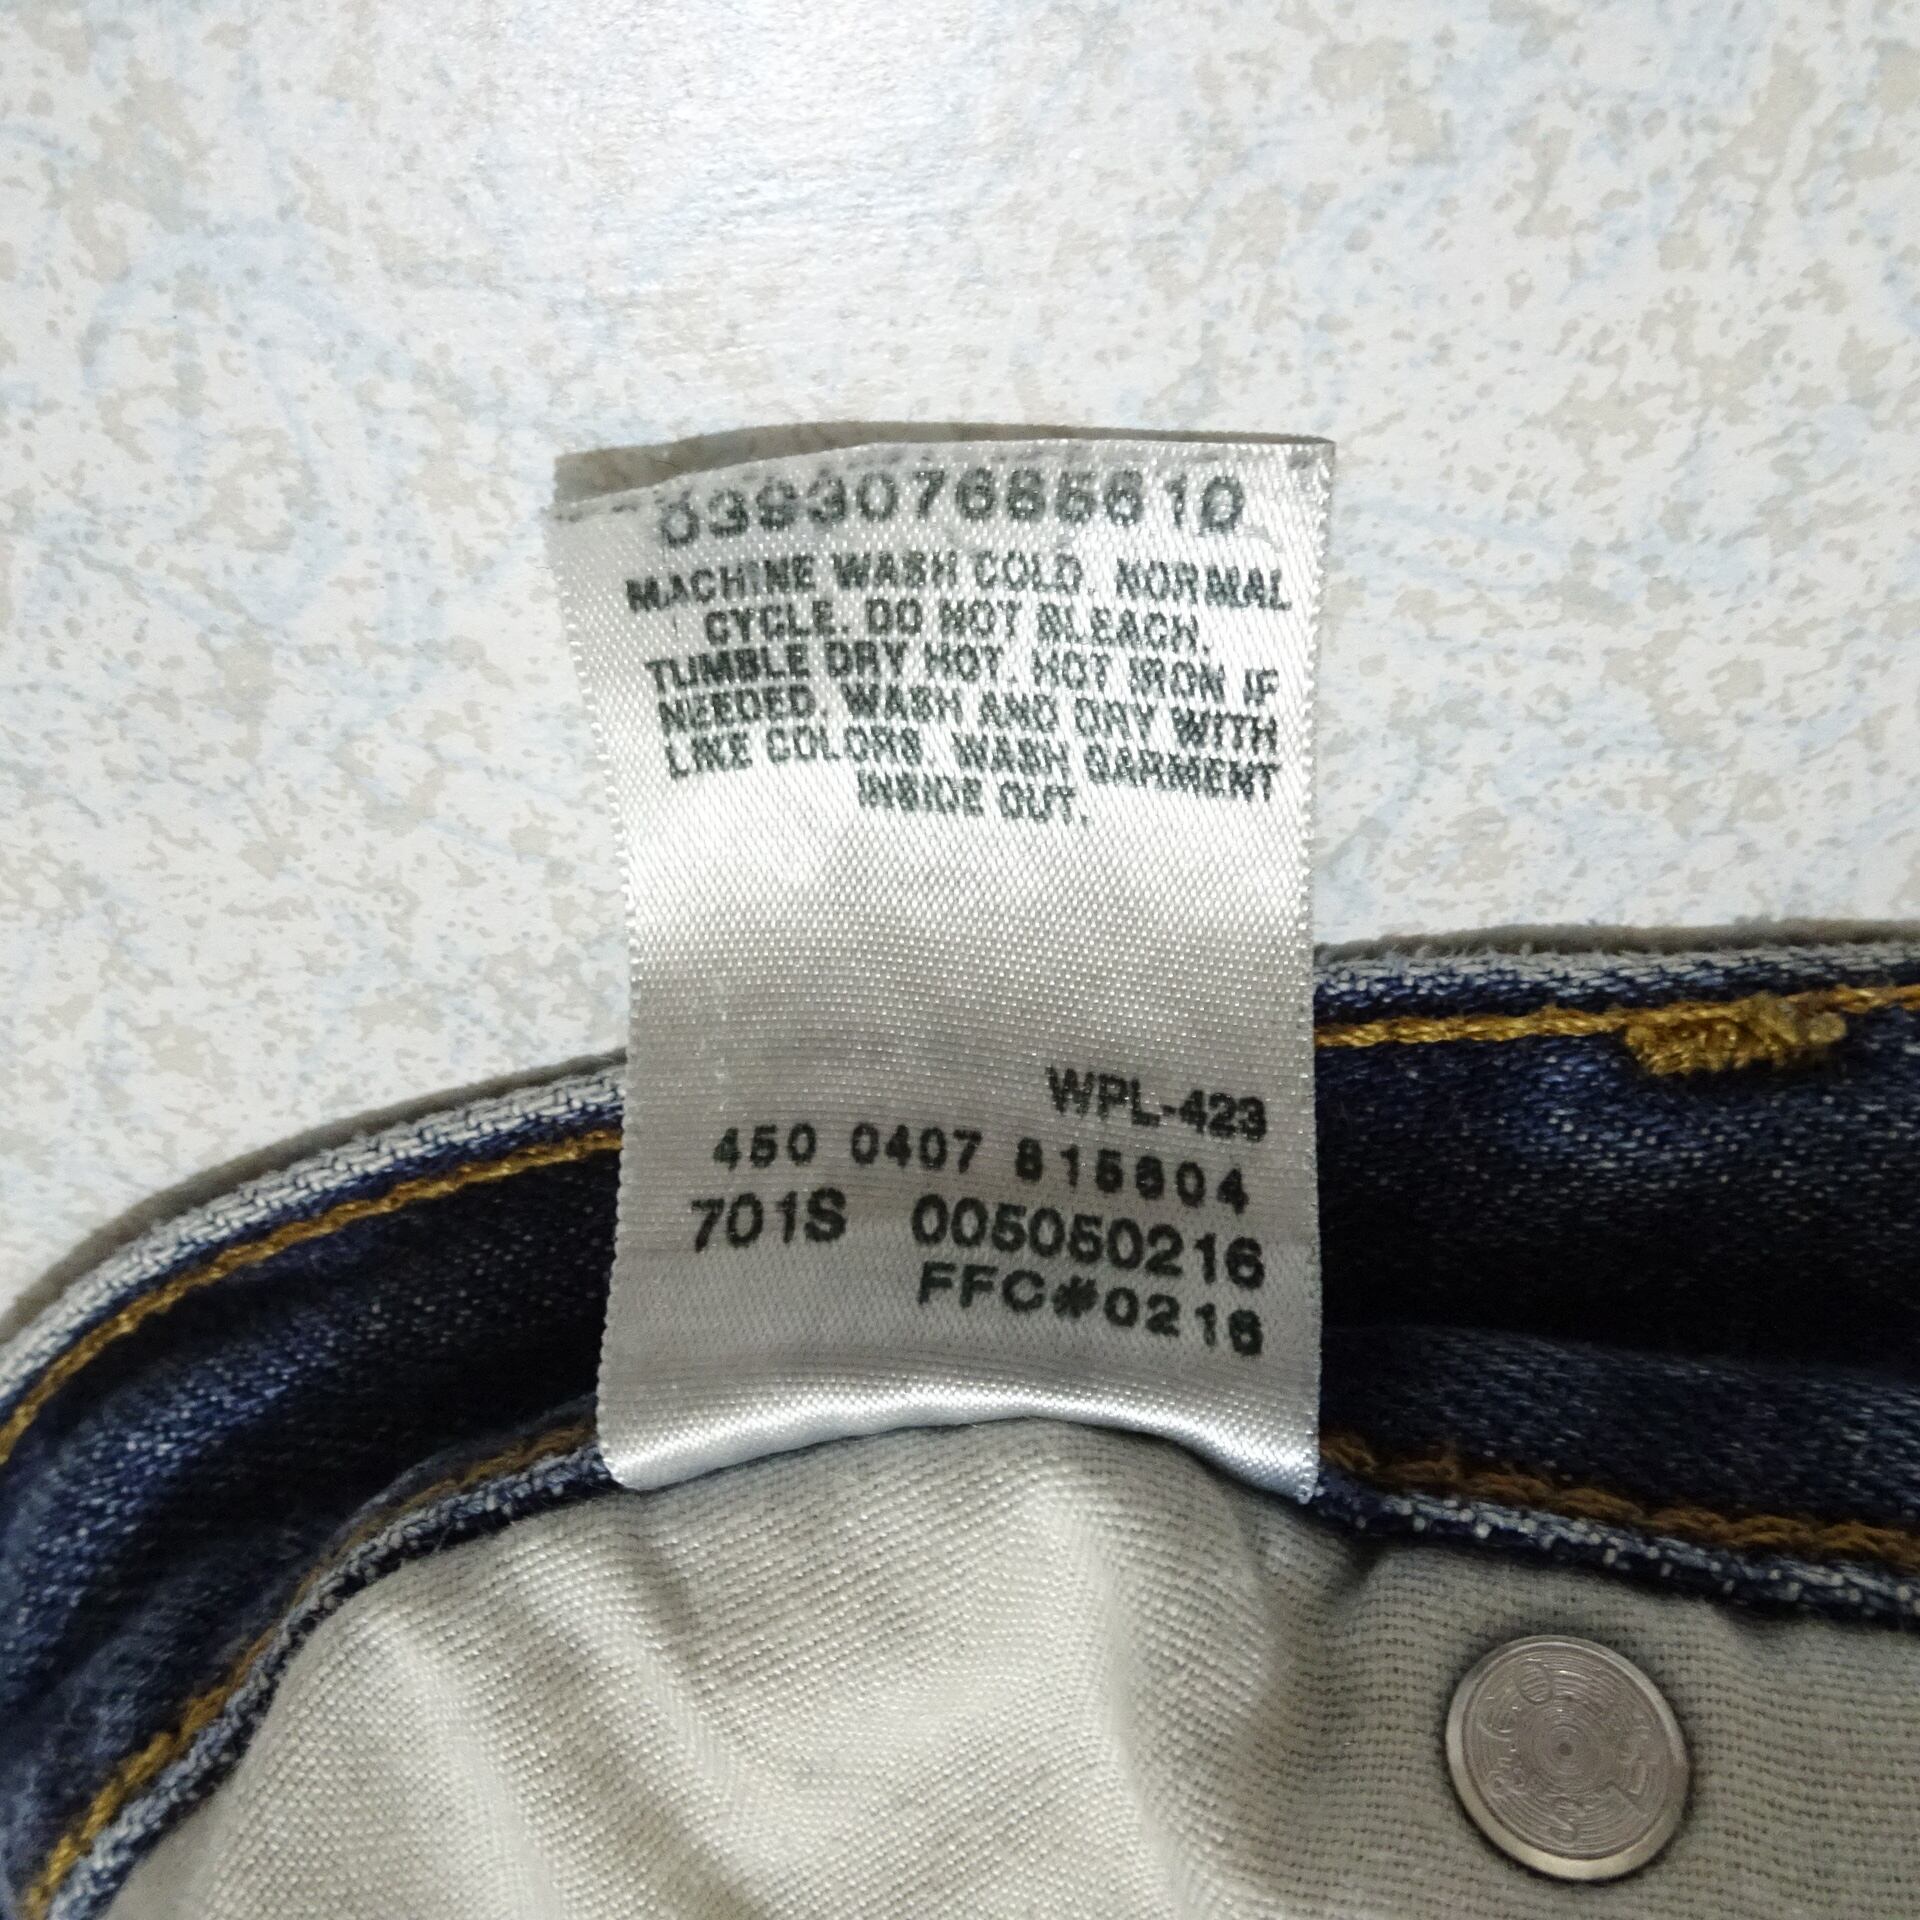 039307665610
MACHINE WASH COLD. NORMAL
CYCLE. DO NOT BLEACH.
TUMBLE DRY HOT. HOT IRON IF
NEEDED. WASH AND DRY WITH
LIKE COLORS. WASH GARMENT
INSIDE OUT.
WPL-423
450 0407 815604
701S 005050216
FFC#0216